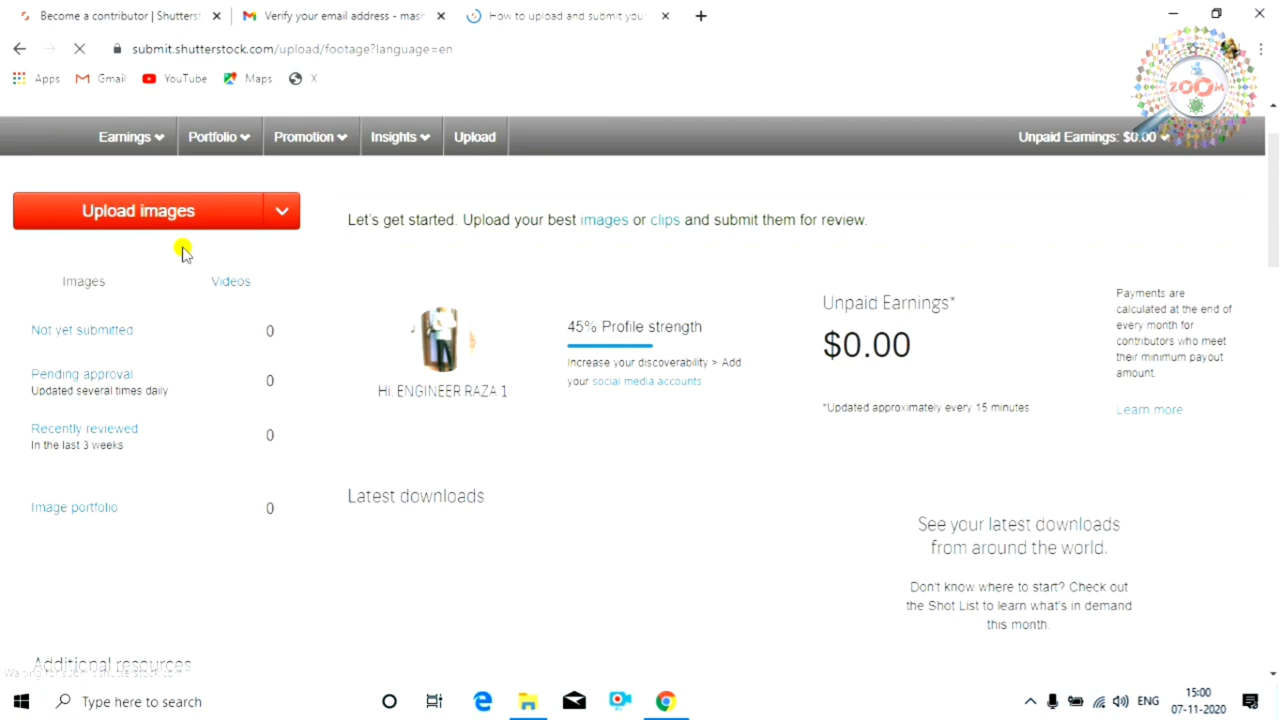 Become a contributor | Shutterst
Verify your email address - mas
How to upload and submit you
submit.shutterstock.com/upload/footage?language=en
Apps
Gmail
YouTube
Maps
X
ZOOM
Earnings
Portfolio
Promotion
Insights
Upload
Unpaid Earnings: $0.00
Upload images
Let's get started. Upload your best images or clips and submit them for review.
Images
Videos
Not yet submitted 0
Pending approval 0
Updated several times daily
Recently reviewed 0
In the last 3 weeks
Image portfolio 0
Hi, ENGINEER RAZA 1
45% Profile strength
Increase your discoverability > Add
your social media accounts
Unpaid Earnings*
$0.00
*Updated approximately every 15 minutes
Payments are
calculated at the end of
every month for
contributors who meet
their minimum payout
amount.
Learn more
Latest downloads
See your latest downloads
from around the world.
Don't know where to start? Check out
the Shot List to learn what's in demand
this month.
Additional resources
Waiting for submit.shutterstock.com...
Type here to search
ENG
15:00
07-11-2020